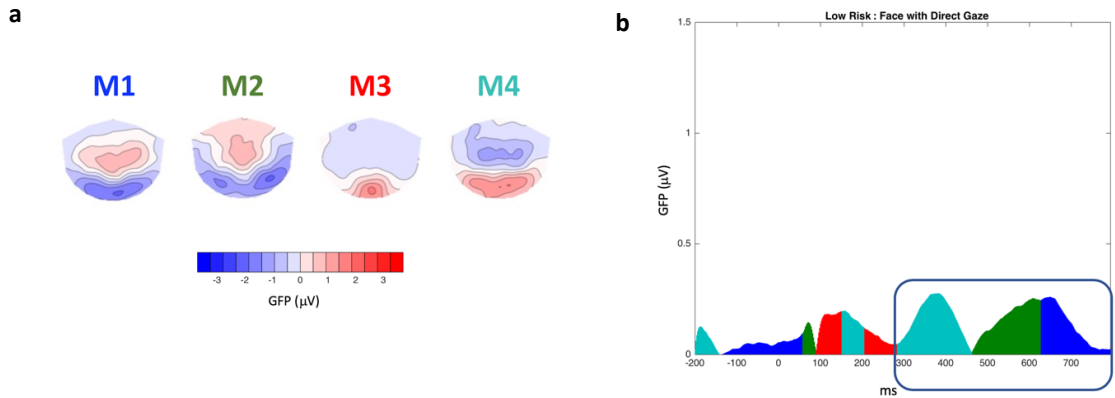 a
M1 M2 M3 M4
-3 -2 -1 0 1 2 3
GFP (μV)
b
Low Risk : Face with Direct Gaze
1.5
1
0.5
0
GFP (μV)
-200 -100 0 100 200 300 400 500 600 700
ms